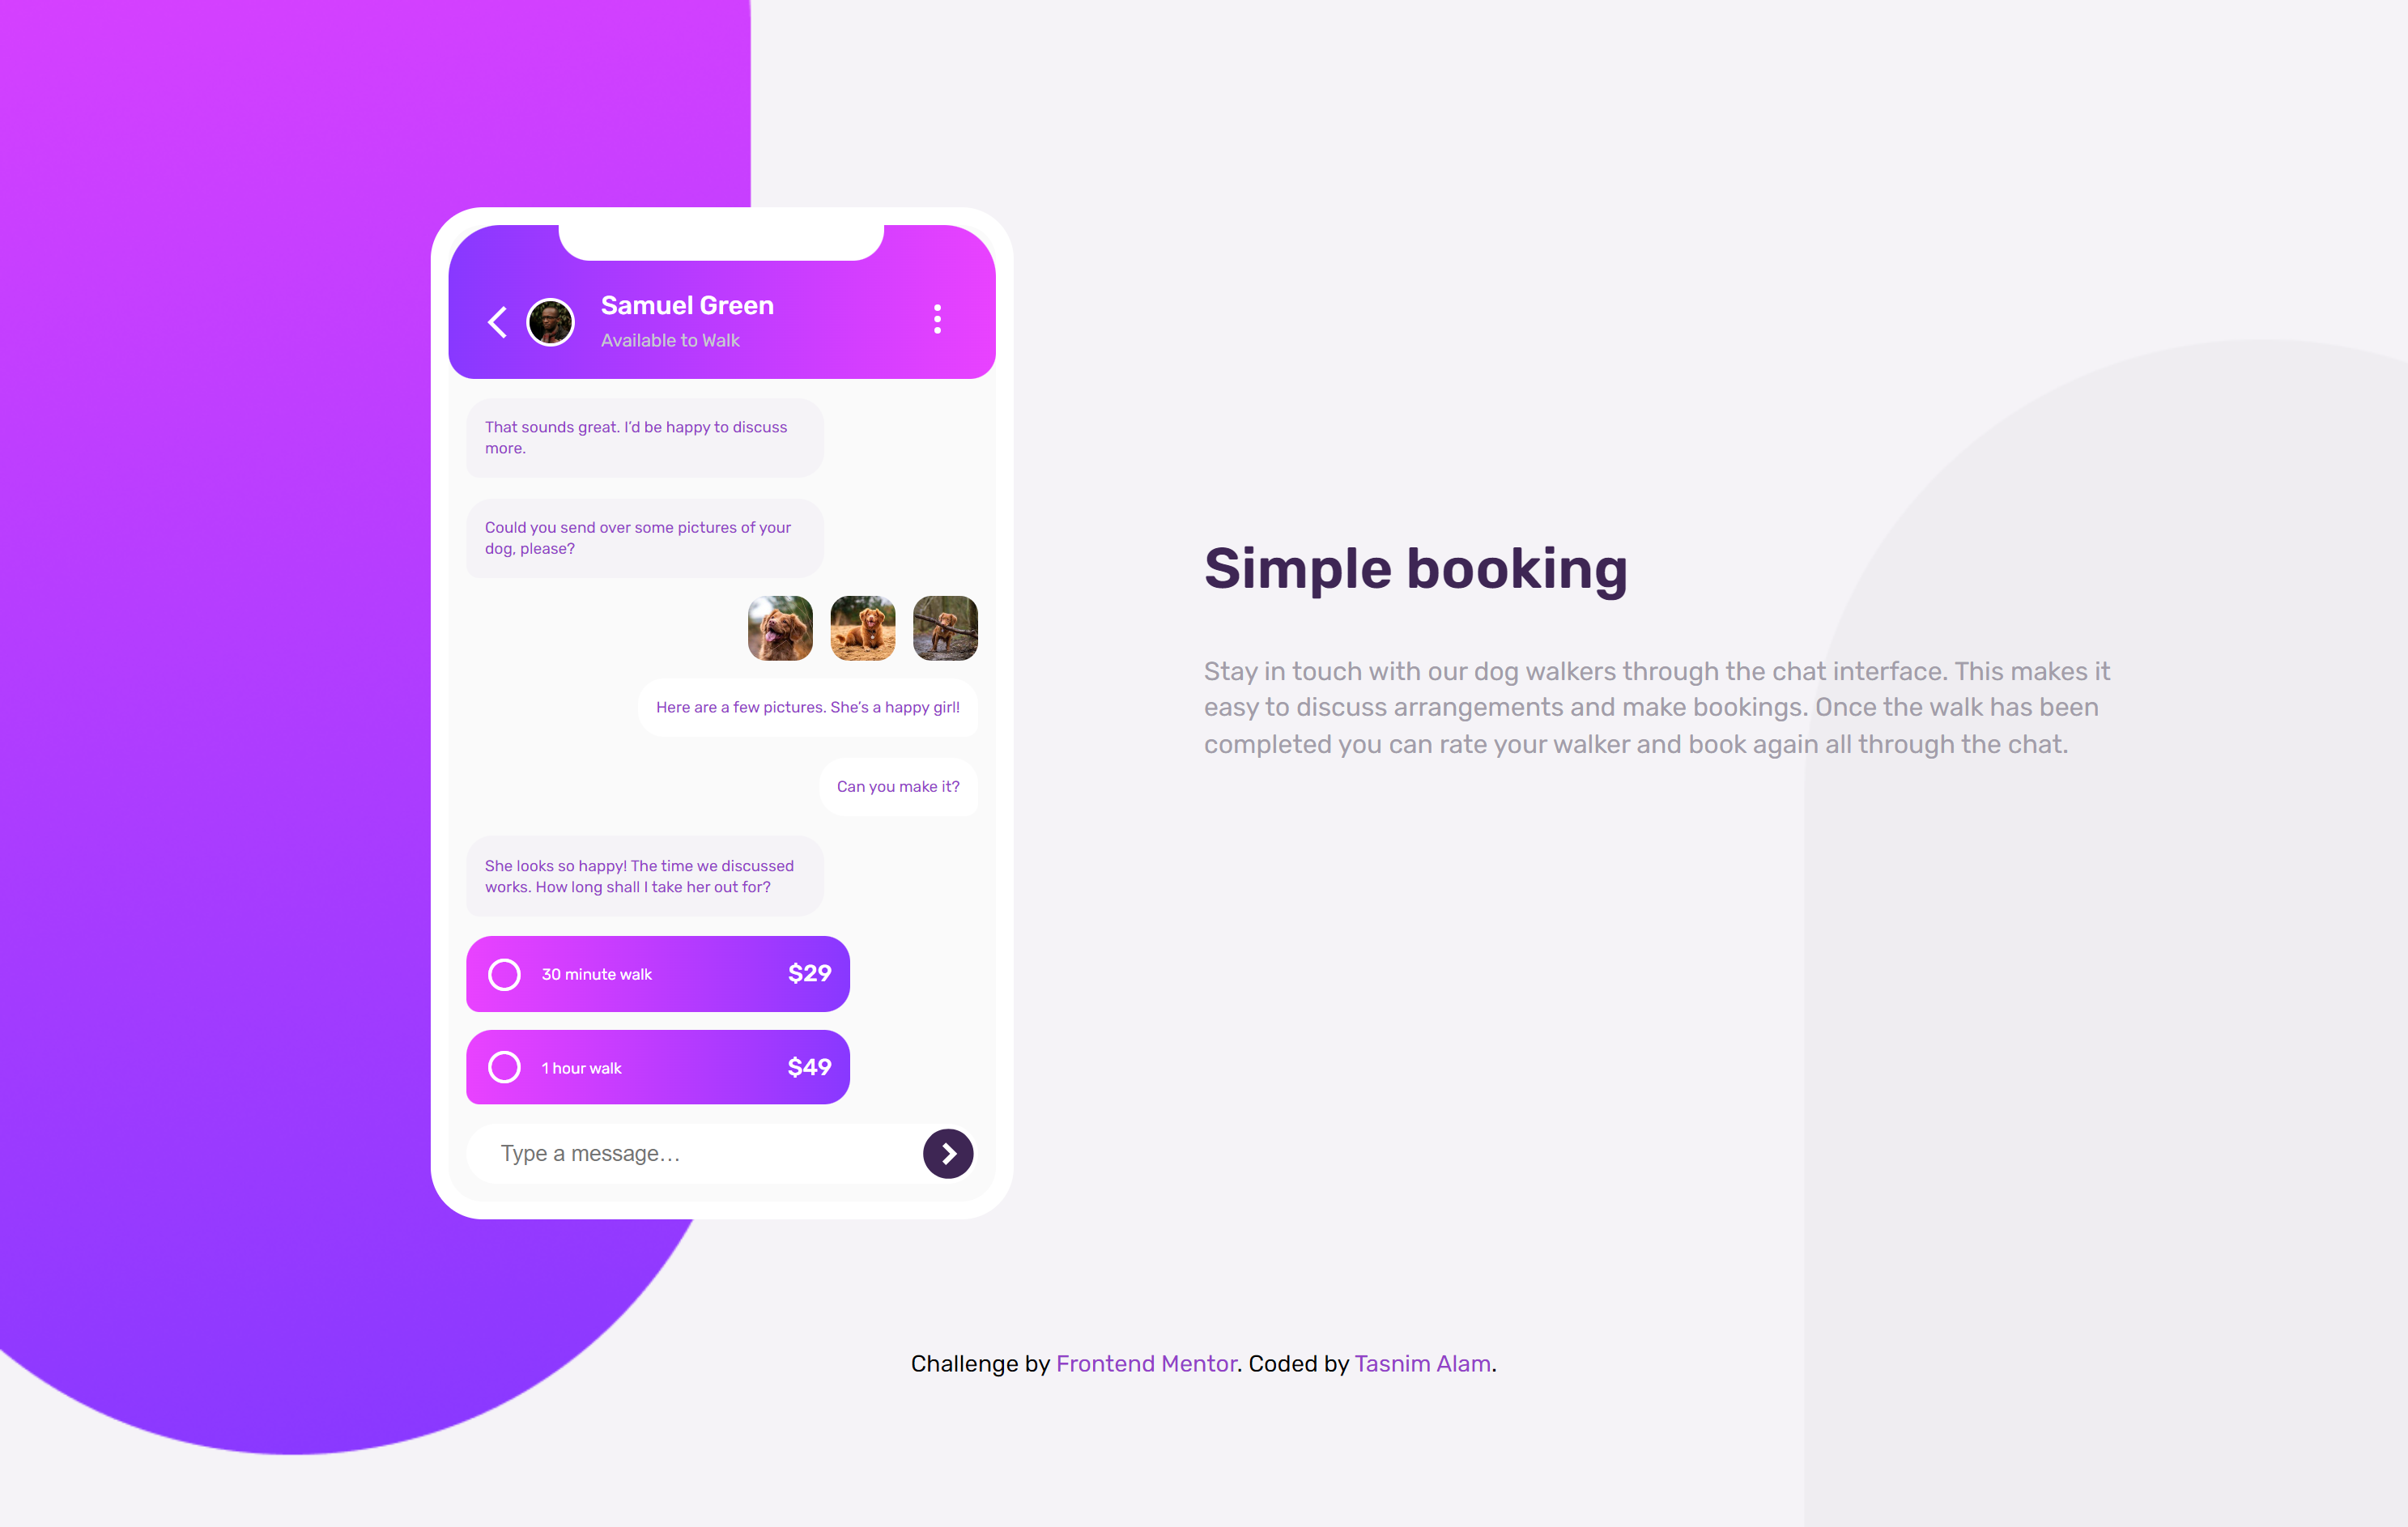 Samuel Green
Available to Walk
That sounds great. I’d be happy to discuss
more.
Could you send over some pictures of your
dog, please?
Here are a few pictures. She’s a happy girl!
Can you make it?
She looks so happy! The time we discussed
works. How long shall I take her out for?
30 minute walk $29
1 hour walk $49
Type a message…
Simple booking
Stay in touch with our dog walkers through the chat interface. This makes it
easy to discuss arrangements and make bookings. Once the walk has been
completed you can rate your walker and book again all through the chat.
Challenge by Frontend Mentor. Coded by Tasnim Alam.